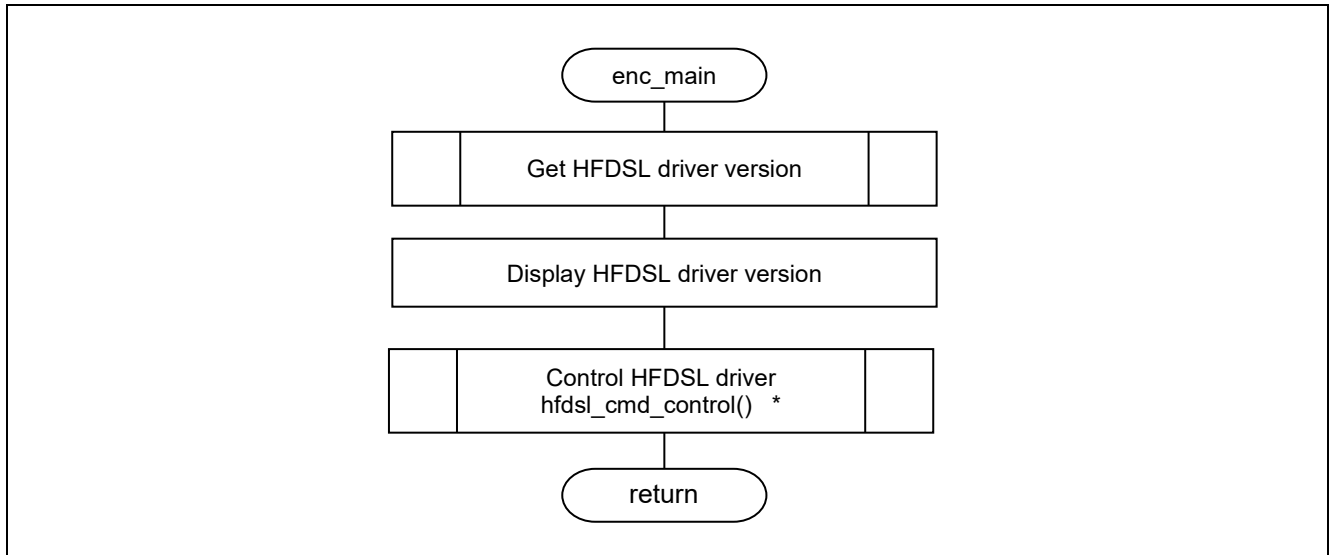 enc_main
Get HFDSL driver version
Display HFDSL driver version
Control HFDSL driver
hfdsl_cmd_control() *
return